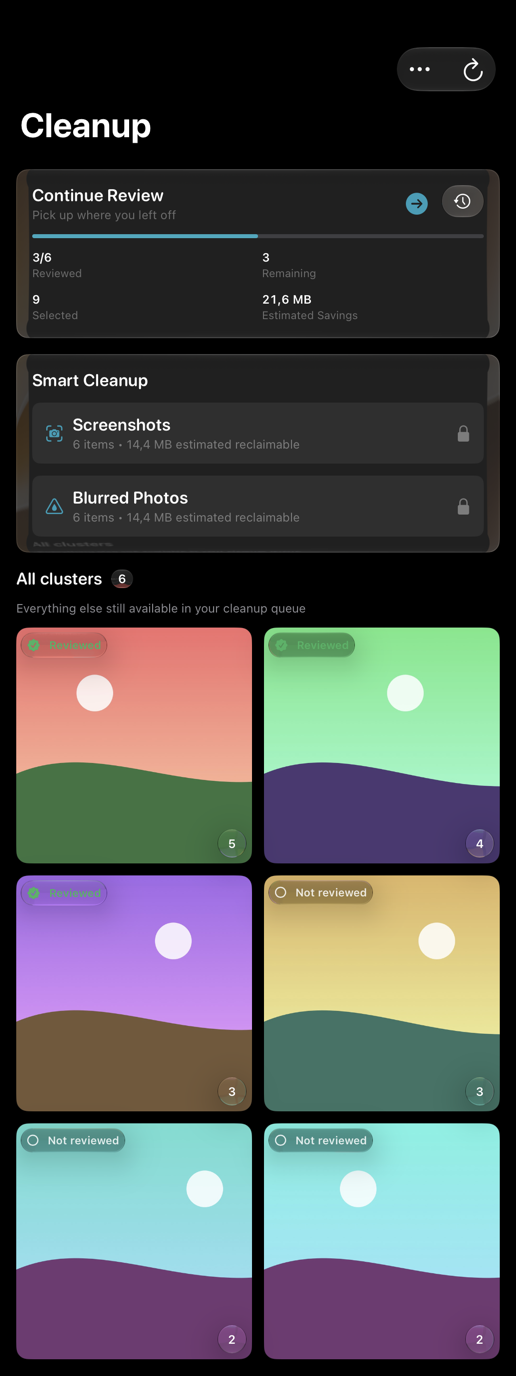 Cleanup
Continue Review
Pick up where you left off
3/6
Reviewed
3
Remaining
9
Selected
21,6 MB
Estimated Savings
Smart Cleanup
Screenshots
6 items • 14,4 MB estimated reclaimable
Blurred Photos
6 items • 14,4 MB estimated reclaimable
All clusters 6
Everything else still available in your cleanup queue
Reviewed
5
Reviewed
4
Reviewed
3
Not reviewed
3
Not reviewed
2
Not reviewed
2